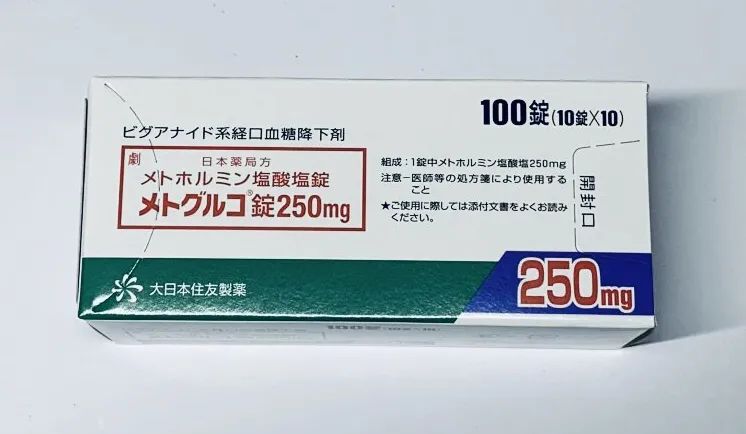 100錠(10錠×10)
ビグアナイド系経口血糖降下剤
劇
日本薬局方
メトホルミン塩酸塩錠
メトグルコ®錠250mg
組成:1錠中メトホルミン塩酸塩250mg
注意-医師等の処方箋により使用する
こと
★ご使用に際しては添付文書をよくお読み
ください。
開封口
大日本住友製薬
250mg